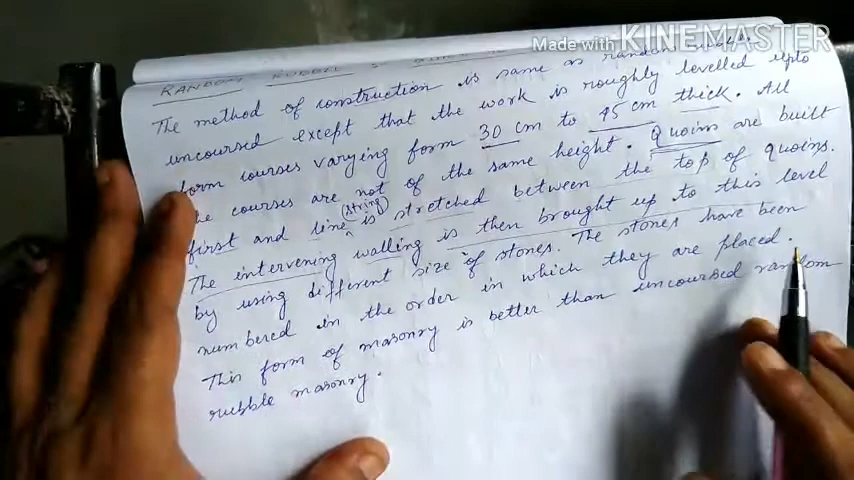 Made with KINEMASTER
RANDOM RUBBLE
The method of construction is same as random rubble
uncoursed except that the work is roughly levelled upto
form courses varying form 30 cm to 45 cm thick. All
the courses are not of the same height. Quoins are built
first and line (string) is stretched between the top of quoins.
The intervening walling is then brought up to this level
by using different size of stones. The stones have been
numbered in the order in which they are placed.
This form of masonry is better than uncoursed random
rubble masonry.